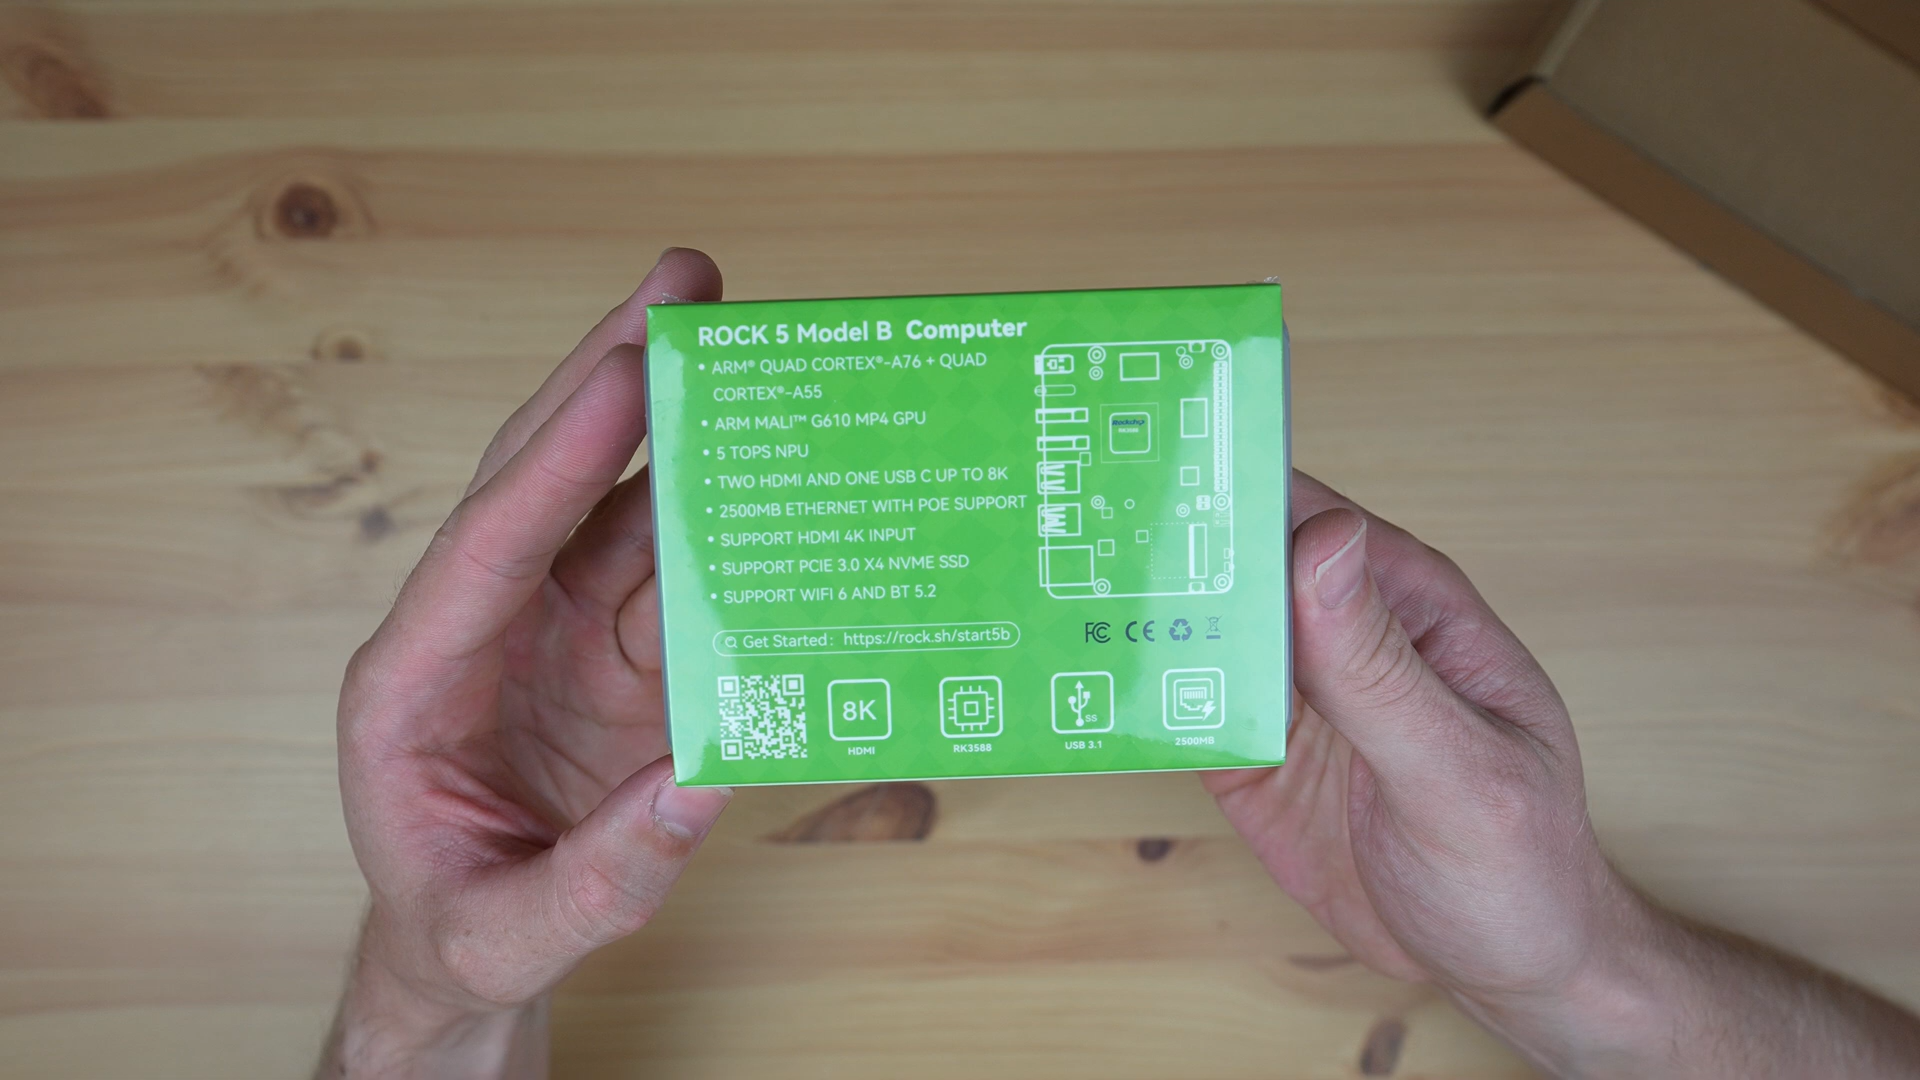 ROCK 5 Model B Computer
• ARM® QUAD CORTEX®-A76 + QUAD
CORTEX®-A55
• ARM MALI™ G610 MP4 GPU
• 5 TOPS NPU
• TWO HDMI AND ONE USB C UP TO 8K
• 2500MB ETHERNET WITH POE SUPPORT
• SUPPORT HDMI 4K INPUT
• SUPPORT PCIE 3.0 X4 NVME SSD
• SUPPORT WIFI 6 AND BT 5.2
Rockchip
RK3588
Get Started: https://rock.sh/start5b
FC CE
8K
SS
HDMI
RK3588
USB 3.1
2500MB